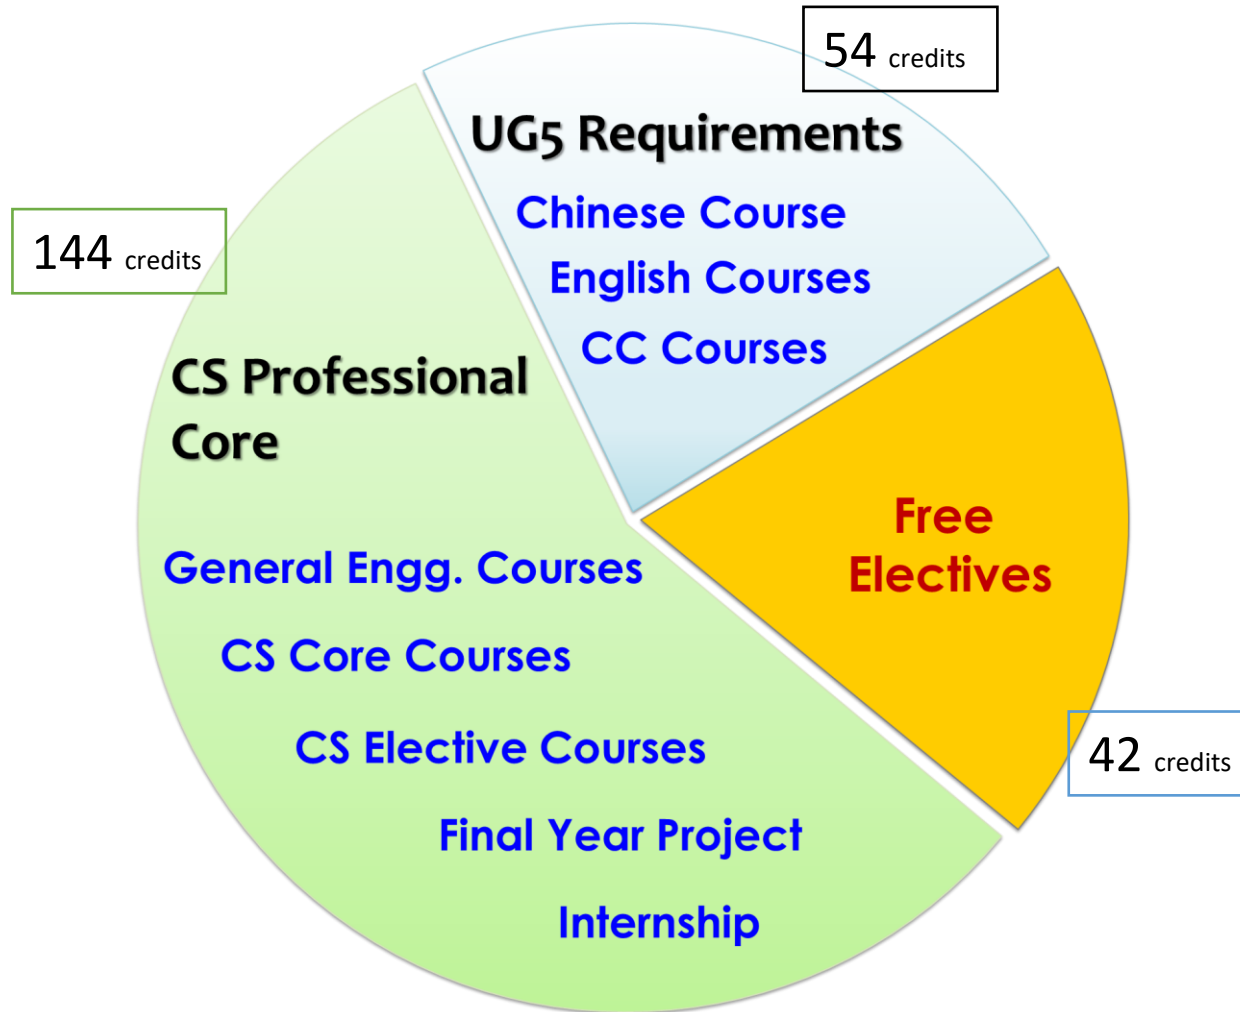 54 credits
UG5 Requirements
Chinese Course
English Courses
CC Courses
144 credits
CS Professional
Core
General Engg. Courses
CS Core Courses
CS Elective Courses
Final Year Project
Internship
Free
Electives
42 credits